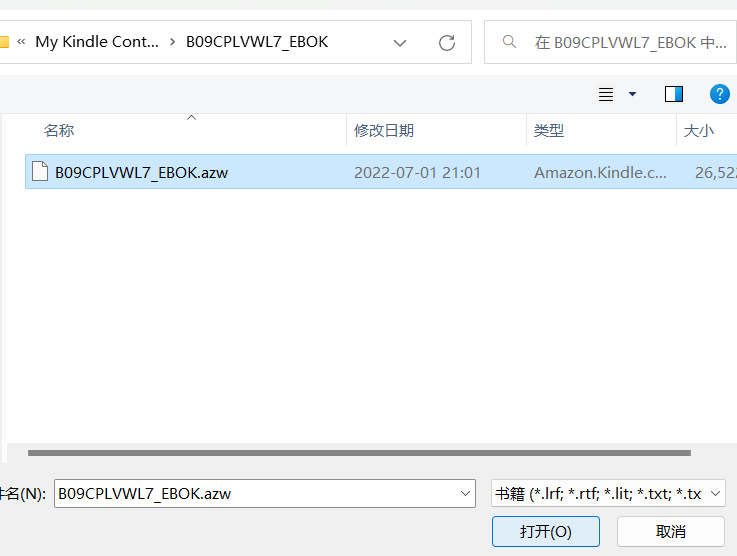 « My Kindle Cont... › B09CPLVWL7_EBOK
在 B09CPLVWL7_EBOK 中...
?
名称 修改日期 类型 大小
B09CPLVWL7_EBOK.azw 2022-07-01 21:01 Amazon.Kindle.c... 26,522
件名(N): B09CPLVWL7_EBOK.azw 书籍 (*.lrf; *.rtf; *.lit; *.txt; *.tx
打开(O) 取消